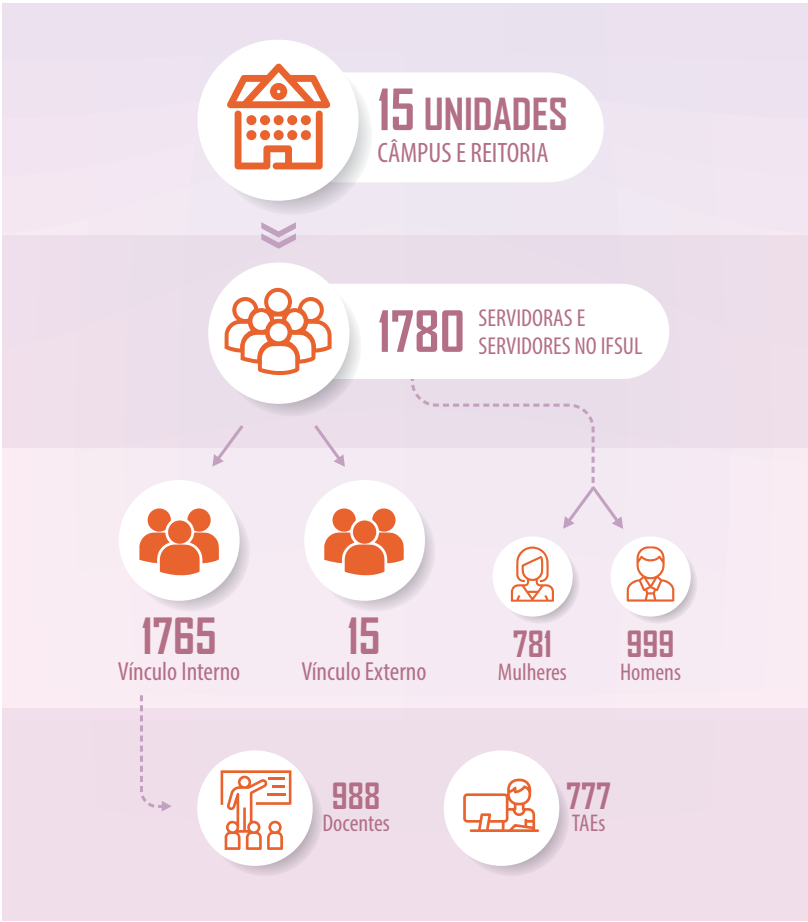 15 UNIDADES
CÂMPUS E REITORIA
1780
SERVIDORAS E
SERVIDORES NO IFSUL
1765
Vínculo Interno
15
Vínculo Externo
781
Mulheres
999
Homens
988
Docentes
777
TAEs